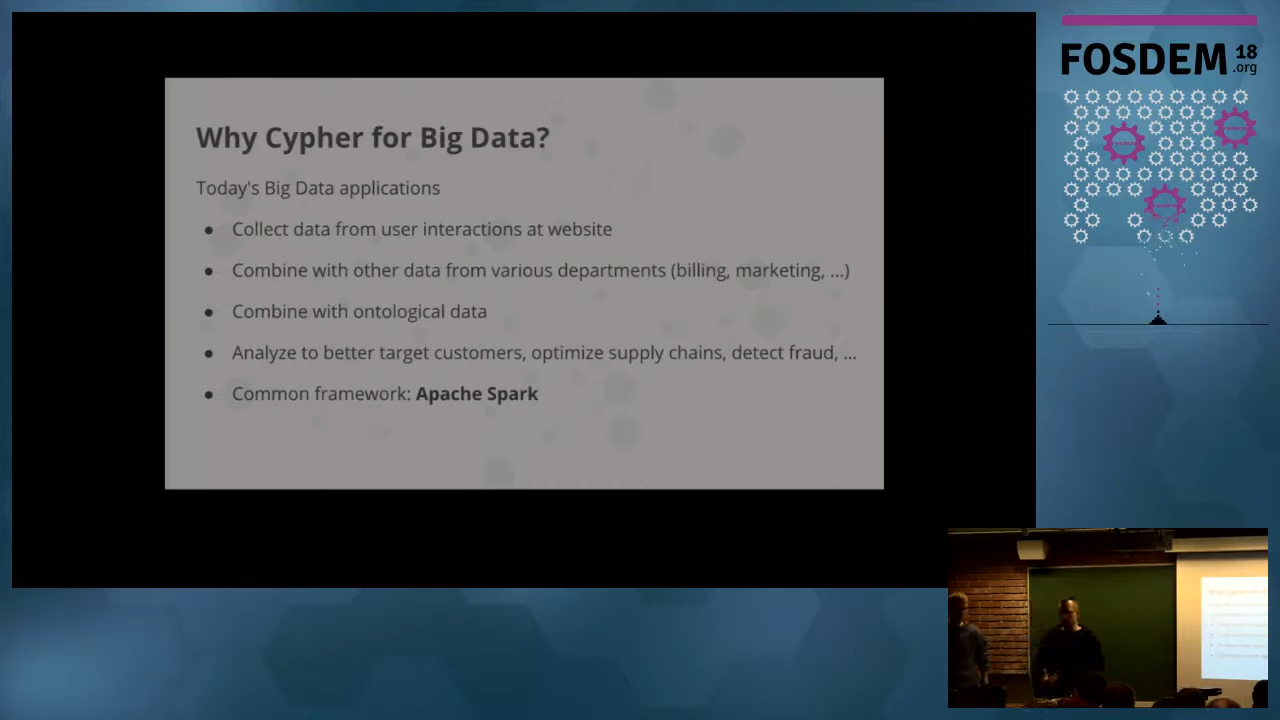 Why Cypher for Big Data?
Today's Big Data applications
● Collect data from user interactions at website
● Combine with other data from various departments (billing, marketing, ...)
● Combine with ontological data
● Analyze to better target customers, optimize supply chains, detect fraud, ...
● Common framework: Apache Spark
FOSDEM 18
.org